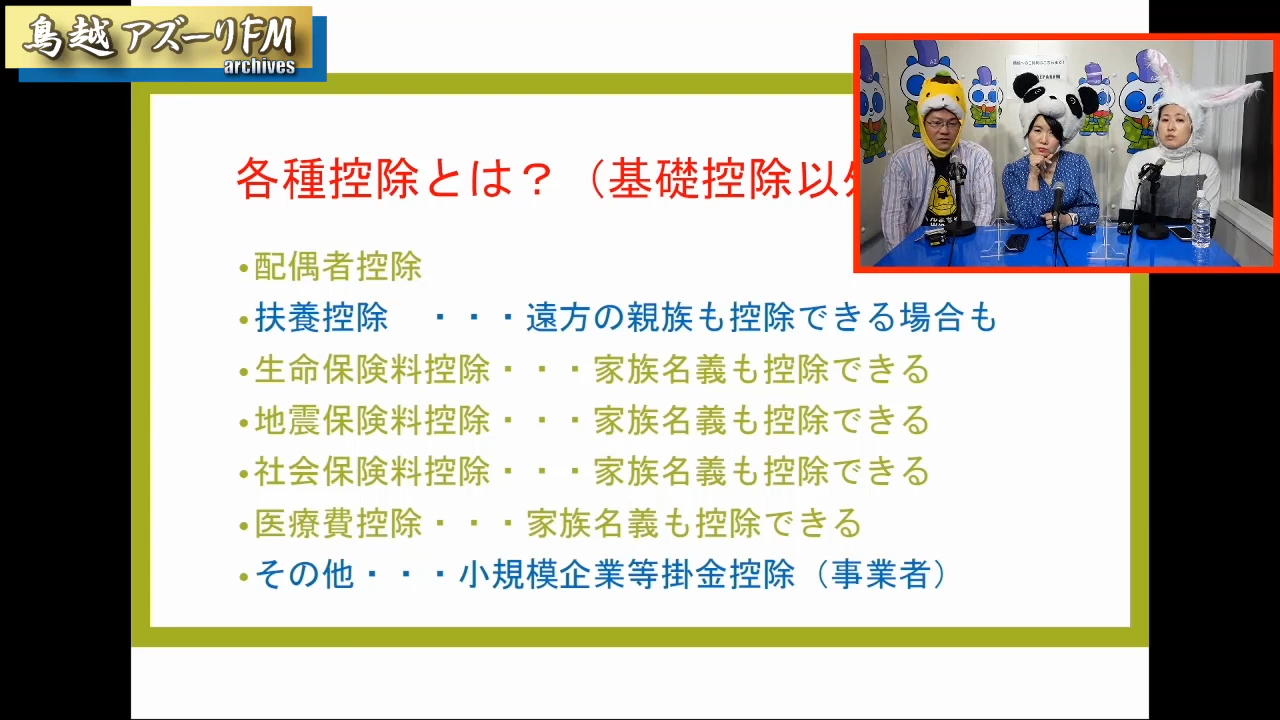 鳥越アズーリFM
archives
各種控除とは？（基礎控除以外
・配偶者控除
・扶養控除　・・・遠方の親族も控除できる場合も
・生命保険料控除・・・家族名義も控除できる
・地震保険料控除・・・家族名義も控除できる
・社会保険料控除・・・家族名義も控除できる
・医療費控除・・・家族名義も控除できる
・その他・・・小規模企業等掛金控除（事業者）